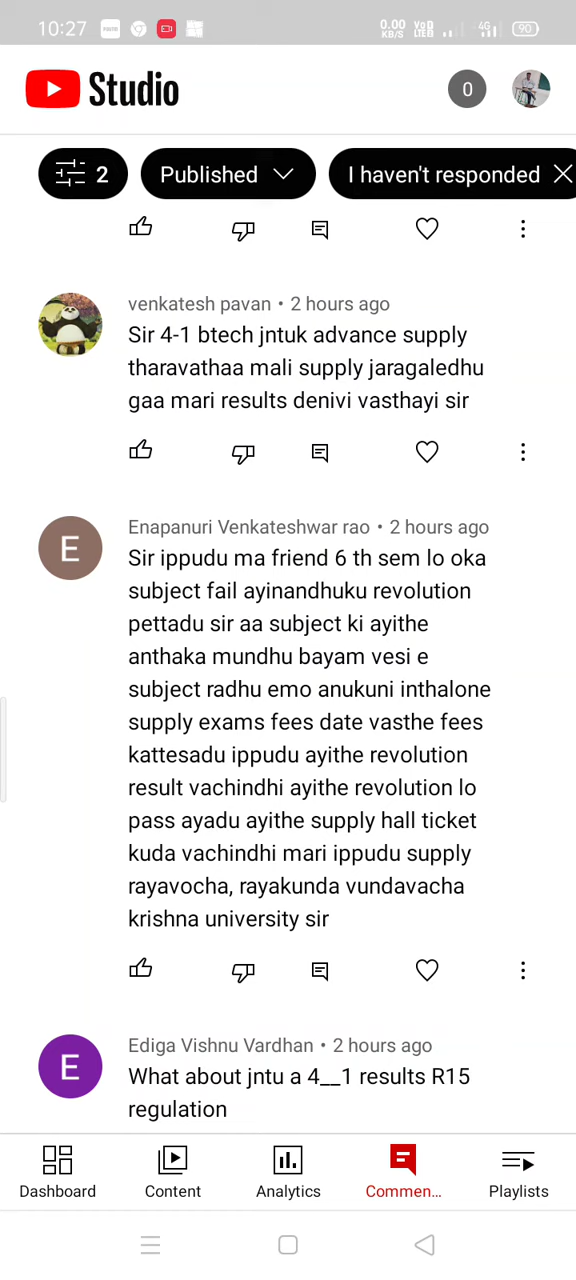 10:27
0.00
KB/S
VoD
LTE
4G
90
Studio
0
2
Published
I haven't responded
venkatesh pavan • 2 hours ago
Sir 4-1 btech jntuk advance supply
tharavathaa mali supply jaragaledhu
gaa mari results denivi vasthayi sir
E
Enapanuri Venkateshwar rao • 2 hours ago
Sir ippudu ma friend 6 th sem lo oka
subject fail ayinandhuku revolution
pettadu sir aa subject ki ayithe
anthaka mundhu bayam vesi e
subject radhu emo anukuni inthalone
supply exams fees date vasthe fees
kattesadu ippudu ayithe revolution
result vachindhi ayithe revolution lo
pass ayadu ayithe supply hall ticket
kuda vachindhi mari ippudu supply
rayavocha, rayakunda vundavacha
krishna university sir
E
Ediga Vishnu Vardhan • 2 hours ago
What about jntu a 4__1 results R15
regulation
Dashboard
Content
Analytics
Commen...
Playlists